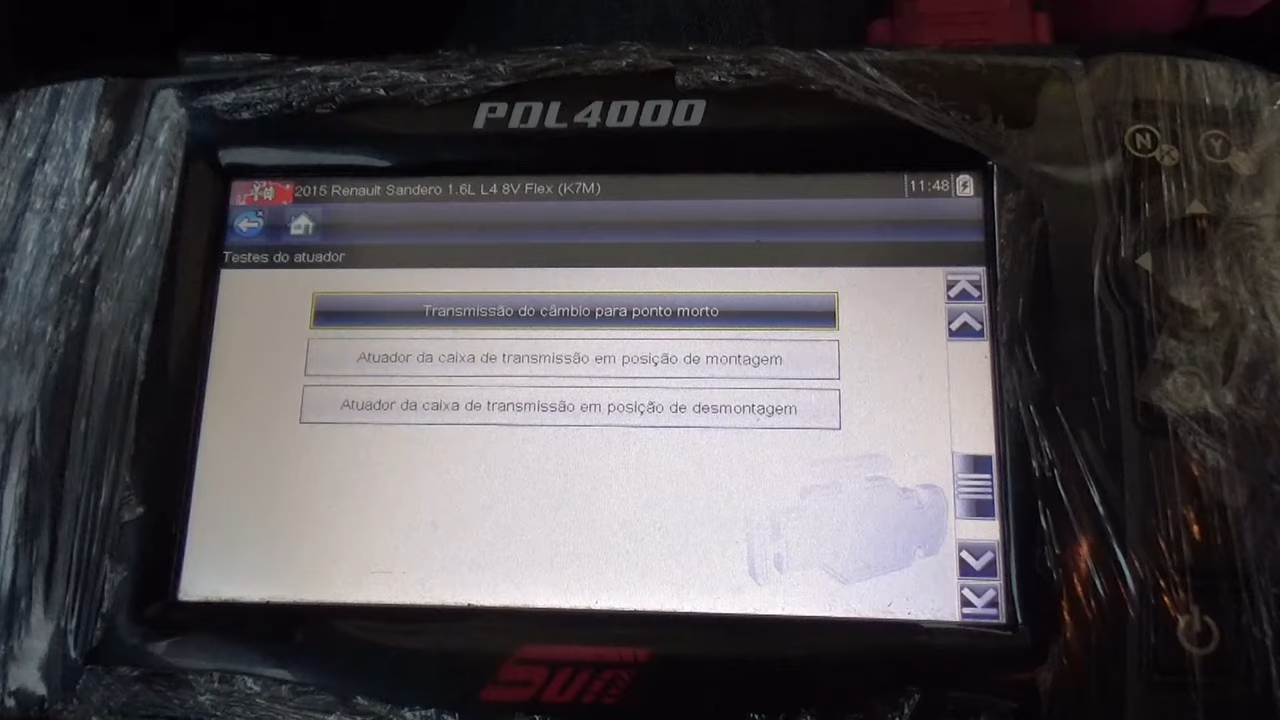 PDL4000
N
X
Y
2015 Renault Sandero 1.6L L4 8V Flex (K7M)
11:48
Testes do atuador
Transmissão do câmbio para ponto morto
Atuador da caixa de transmissão em posição de montagem
Atuador da caixa de transmissão em posição de desmontagem